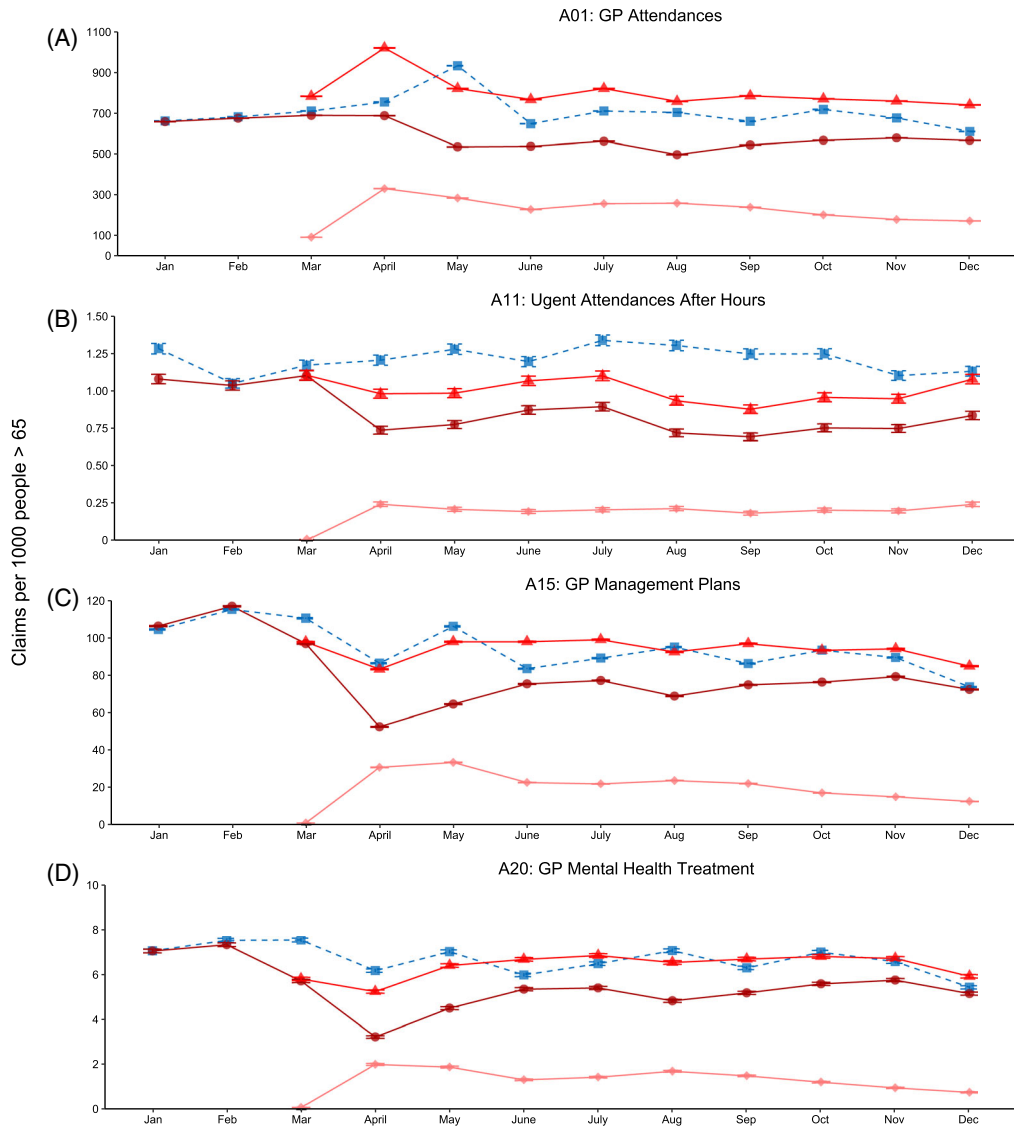 Claims per 1000 people > 65
(A)
A01: GP Attendances
1100
900
700
500
300
100
0
Jan Feb Mar April May June July Aug Sep Oct Nov Dec
(B)
A11: Ugent Attendances After Hours
1.50
1.25
1.00
0.75
0.50
0.25
0
Jan Feb Mar April May June July Aug Sep Oct Nov Dec
(C)
A15: GP Management Plans
120
100
80
60
40
20
0
Jan Feb Mar April May June July Aug Sep Oct Nov Dec
(D)
A20: GP Mental Health Treatment
10
8
6
4
2
0
Jan Feb Mar April May June July Aug Sep Oct Nov Dec